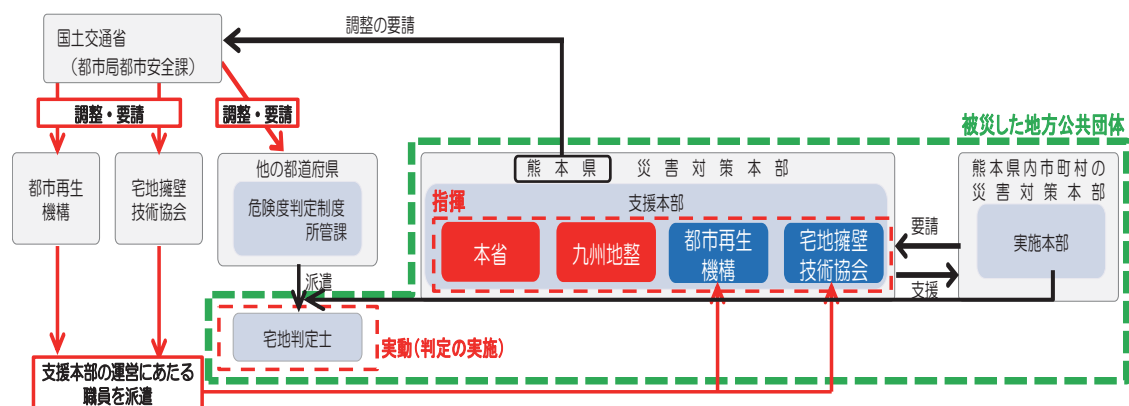 国土交通省
（都市局都市安全課）
調整の要請
調整・要請
調整・要請
被災した地方公共団体
都市再生
機構
宅地擁壁
技術協会
他の都道府県
危険度判定制度
所管課
熊本県 災害対策本部
支援本部
指揮
本省
九州地整
都市再生
機構
宅地擁壁
技術協会
要請
支援
熊本県内市町村の
災害対策本部
実施本部
派遣
宅地判定士
実動(判定の実施)
支援本部の運営にあたる
職員を派遣